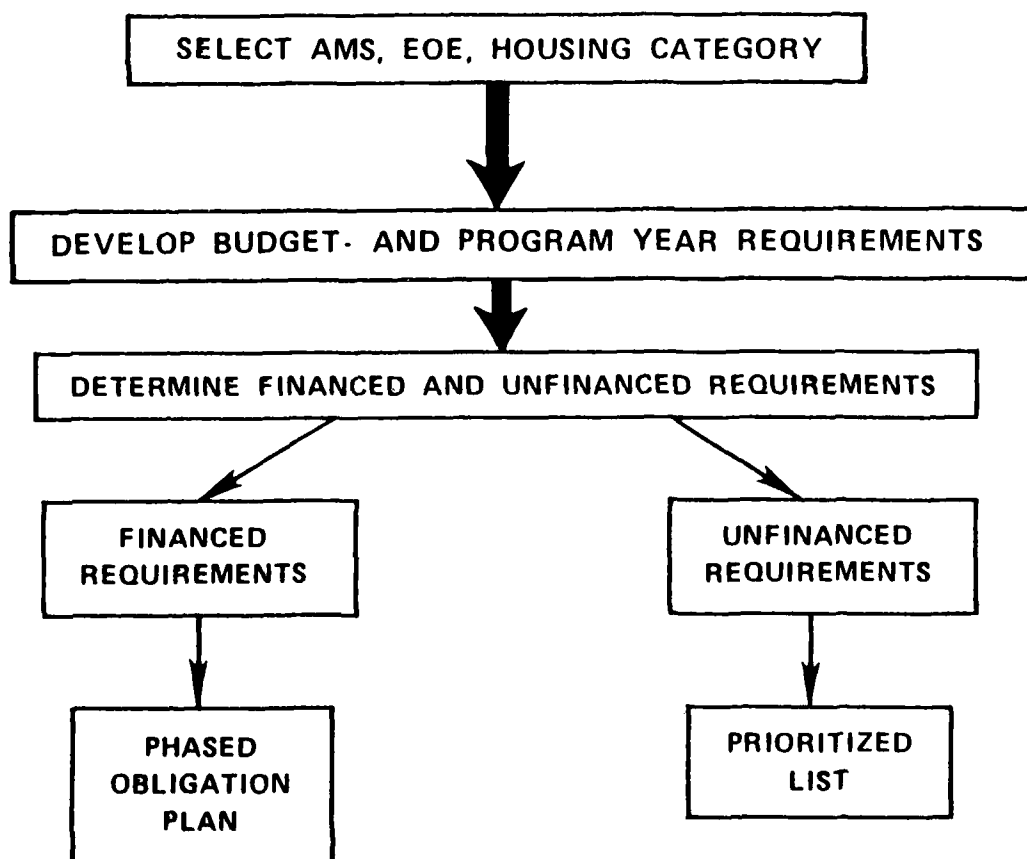 SELECT AMS, EOE, HOUSING CATEGORY
DEVELOP BUDGET- AND PROGRAM YEAR REQUIREMENTS
DETERMINE FINANCED AND UNFINANCED REQUIREMENTS
FINANCED
REQUIREMENTS
UNFINANCED
REQUIREMENTS
PHASED
OBLIGATION
PLAN
PRIORITIZED
LIST